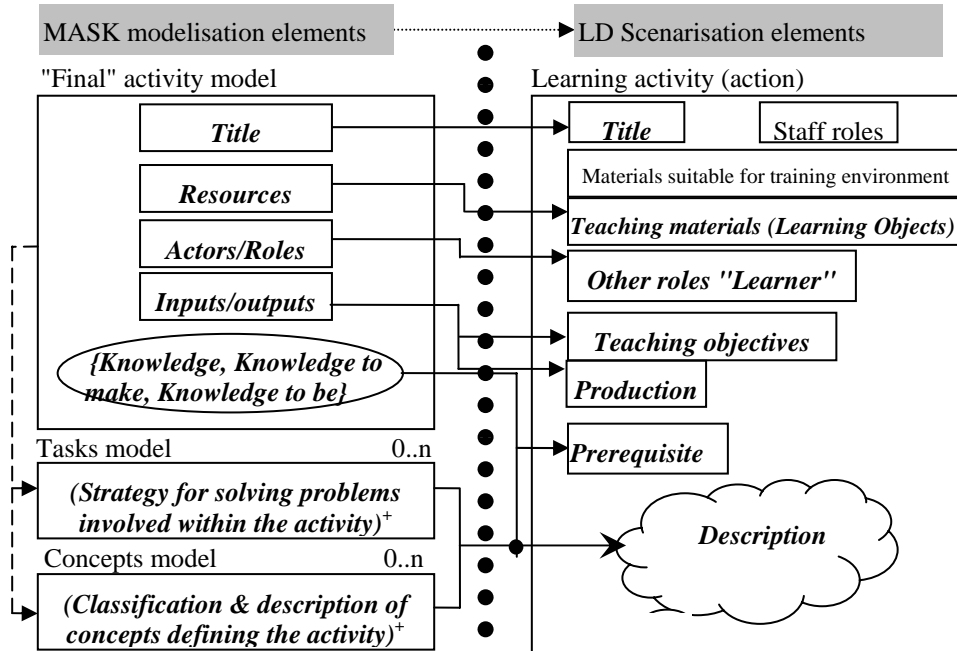 MASK modelisation elements
LD Scenarisation elements
"Final" activity model
Title
Resources
Actors/Roles
Inputs/outputs
{Knowledge, Knowledge to
make, Knowledge to be}
Tasks model 0..n
(Strategy for solving problems
involved within the activity)+
Concepts model 0..n
(Classification & description of
concepts defining the activity)+
Learning activity (action)
Title
Staff roles
Materials suitable for training environment
Teaching materials (Learning Objects)
Other roles "Learner"
Teaching objectives
Production
Prerequisite
Description